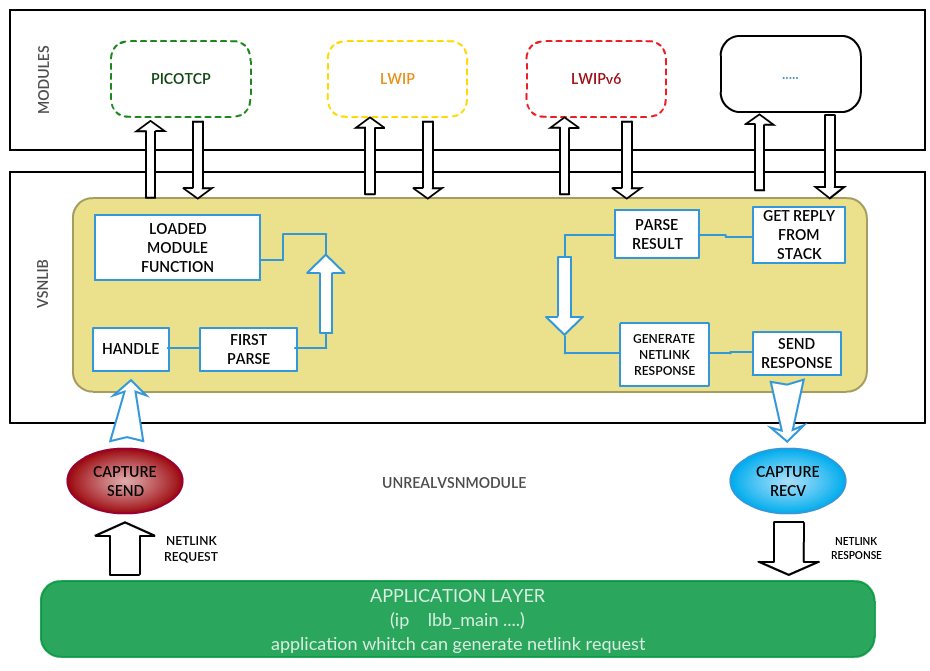 MODULES
PICOTCP
LWIP
LWIPv6
.....
VSNLIB
LOADED
MODULE
FUNCTION
PARSE
RESULT
GET REPLY
FROM
STACK
HANDLE
FIRST
PARSE
GENERATE
NETLINK
RESPONSE
SEND
RESPONSE
CAPTURE
SEND
UNREALVSNMODULE
CAPTURE
RECV
NETLINK
REQUEST
NETLINK
RESPONSE
APPLICATION LAYER
(ip lbb_main ....)
application whitch can generate netlink request